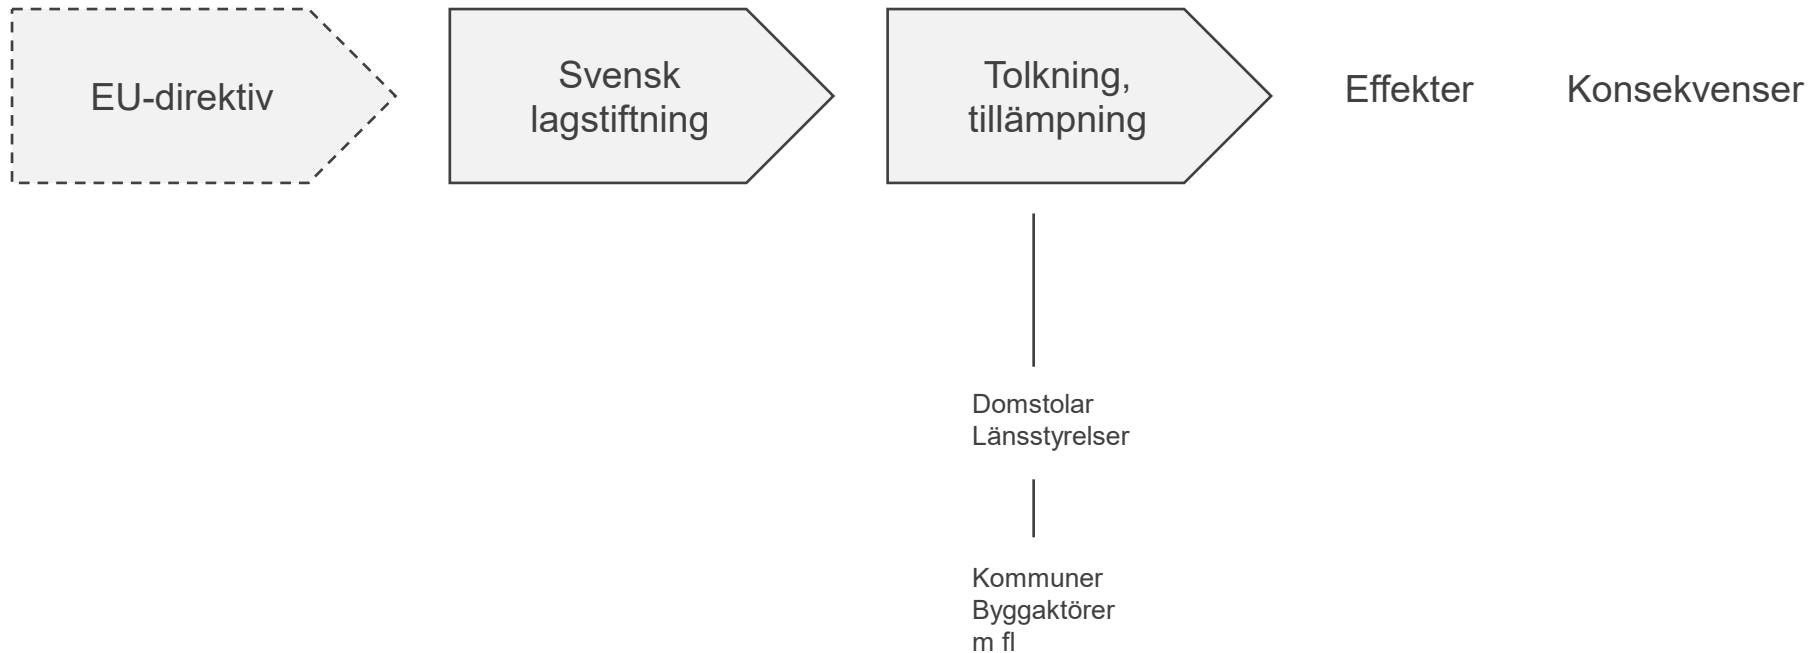 EU-direktiv
Svensk
lagstiftning
Tolkning,
tillämpning
Effekter
Konsekvenser
Domstolar
Länsstyrelser
Kommuner
Byggaktörer
m fl